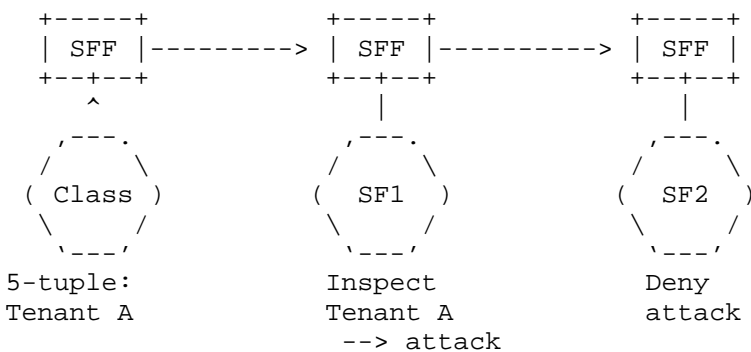 +-----+                +-----+                +-----+
| SFF |---------> | SFF |----------> | SFF |
+--+--+                +--+--+                +--+--+
   ^                      |                      |
 ,---.                  ,---.                  ,---.
/     \                /     \                /     \
( Class )              (  SF1  )              (  SF2  )
\     /                \     /                \     /
 `---'                  `---'                  `---'
5-tuple:               Inspect                Deny
Tenant A               Tenant A               attack
                        --> attack